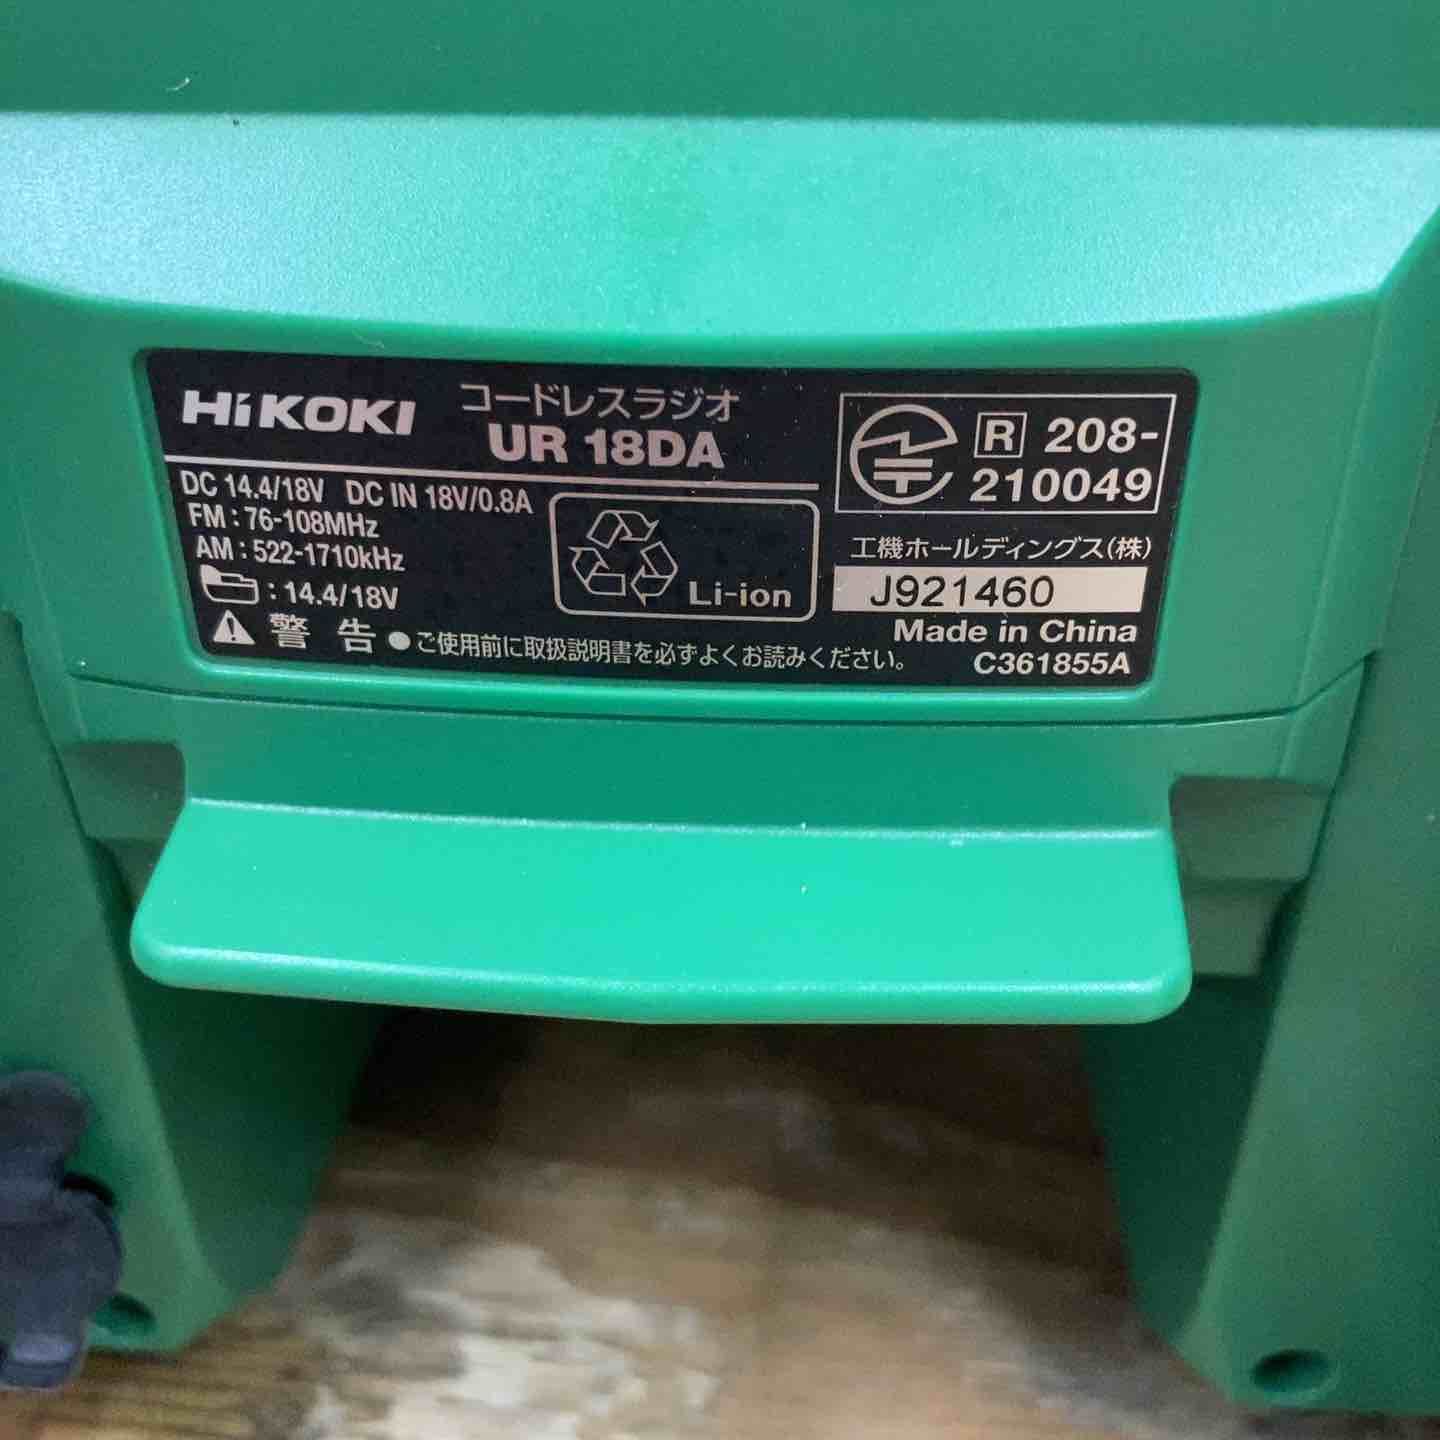 HiKOKI コードレスラジオ
UR 18DA
DC 14.4/18V DC IN 18V/0.8A
FM : 76-108MHz
AM : 522-1710kHz
: 14.4/18V
Li-ion
警告 ●ご使用前に取扱説明書を必ずよくお読みください。
R 208-
210049
工機ホールディングス(株)
J921460
Made in China
C361855A